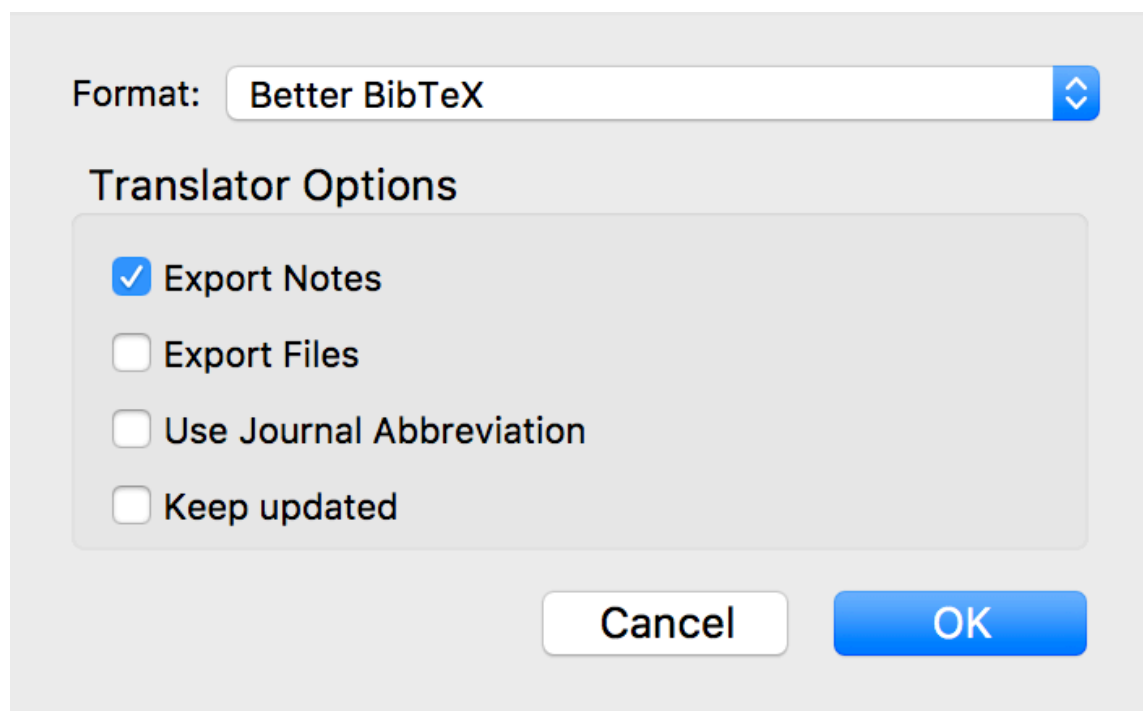 Format: Better BibTeX
Translator Options
Export Notes
Export Files
Use Journal Abbreviation
Keep updated
Cancel OK